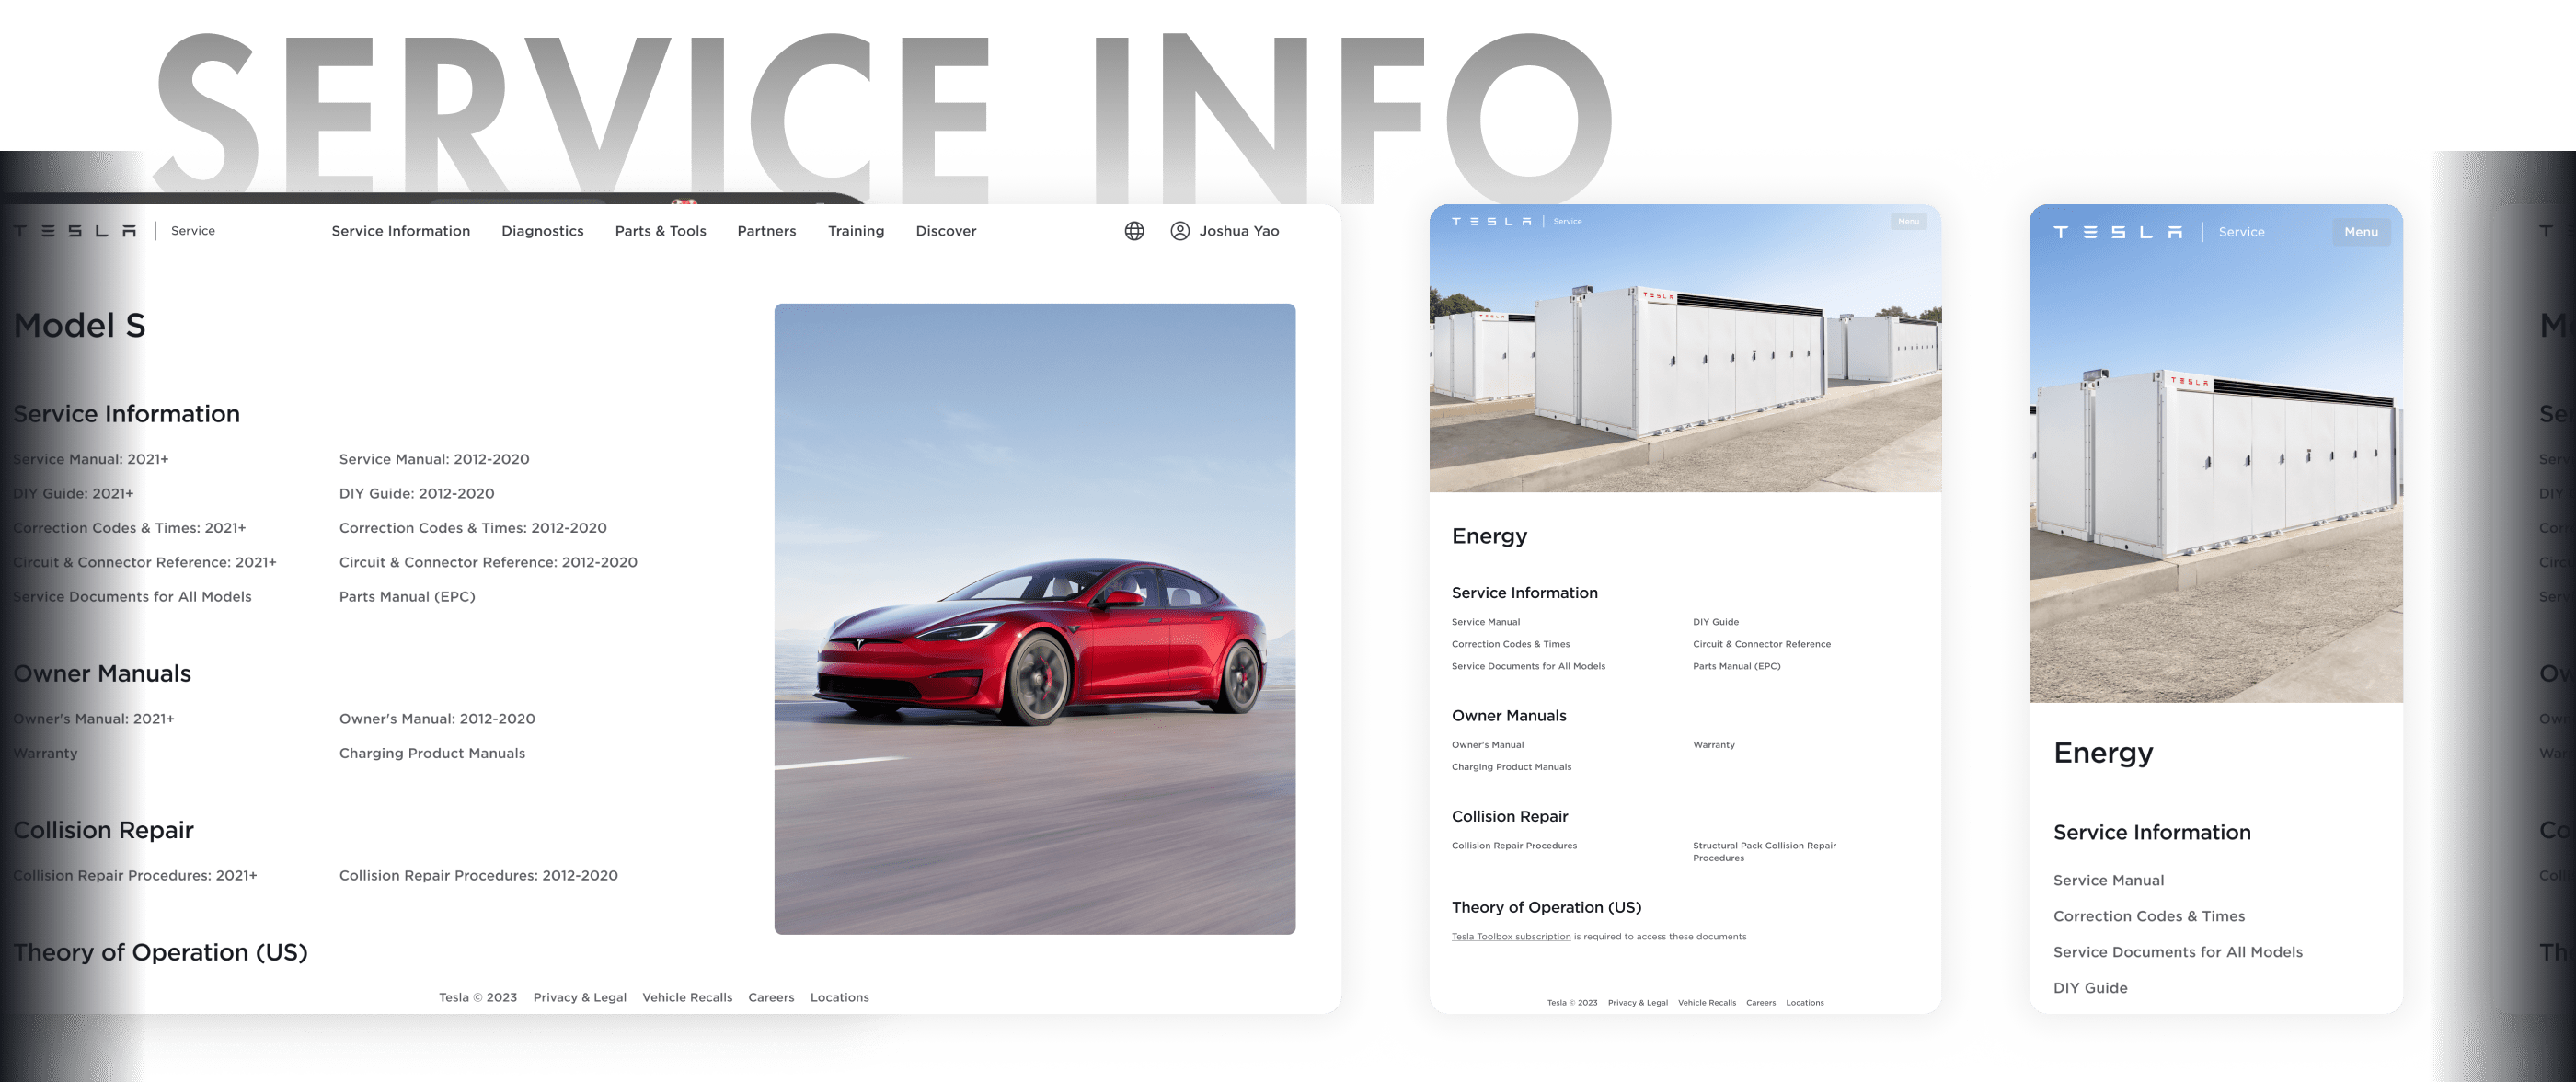 SERVICE INFO
TESLA | Service
Service Information Diagnostics Parts & Tools Partners Training Discover
Joshua Yao
Model S
Service Information
Service Manual: 2021+ Service Manual: 2012-2020
DIY Guide: 2021+ DIY Guide: 2012-2020
Correction Codes & Times: 2021+ Correction Codes & Times: 2012-2020
Circuit & Connector Reference: 2021+ Circuit & Connector Reference: 2012-2020
Service Documents for All Models Parts Manual (EPC)
Owner Manuals
Owner's Manual: 2021+ Owner's Manual: 2012-2020
Warranty Charging Product Manuals
Collision Repair
Collision Repair Procedures: 2021+ Collision Repair Procedures: 2012-2020
Theory of Operation (US)
Tesla © 2023 Privacy & Legal Vehicle Recalls Careers Locations
TESLA | Service Menu
TESLA
TESLA
Energy
Service Information
Service Manual DIY Guide
Correction Codes & Times Circuit & Connector Reference
Service Documents for All Models Parts Manual (EPC)
Owner Manuals
Owner's Manual Warranty
Charging Product Manuals
Collision Repair
Collision Repair Procedures Structural Pack Collision Repair
Procedures
Theory of Operation (US)
Tesla Toolbox subscription is required to access these documents
Tesla © 2023 Privacy & Legal Vehicle Recalls Careers Locations
TESLA | Service Menu
TESLA
Energy
Service Information
Service Manual
Correction Codes & Times
Service Documents for All Models
DIY Guide